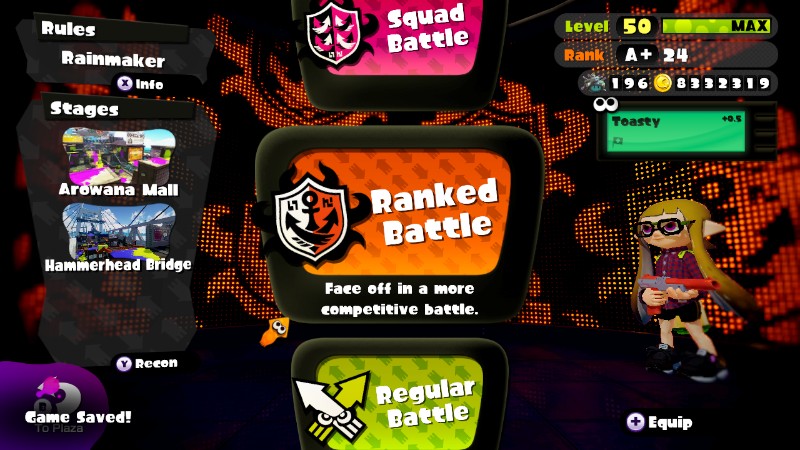 Rules
Rainmaker
X Info
Stages
Arowana Mall
Hammerhead Bridge
Y Recon
Game Saved!
To Plaza
Squad
Battle
Ranked
Battle
Face off in a more
competitive battle.
Regular
Battle
Level 50 MAX
Rank A+ 24
196 8332319
Toasty +0.5
+ Equip